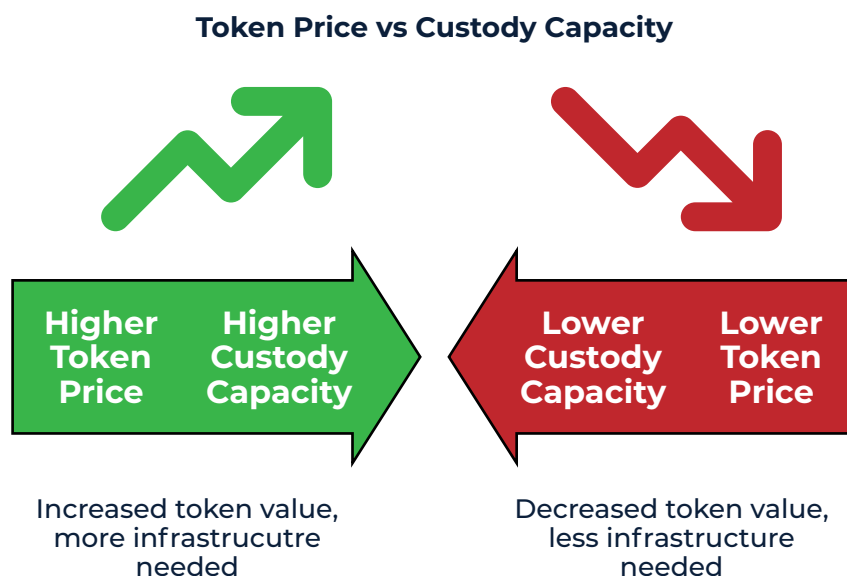 Token Price vs Custody Capacity
Higher
Token
Price
Higher
Custody
Capacity
Lower
Custody
Capacity
Lower
Token
Price
Increased token value,
more infrastrucutre
needed
Decreased token value,
less infrastructure
needed